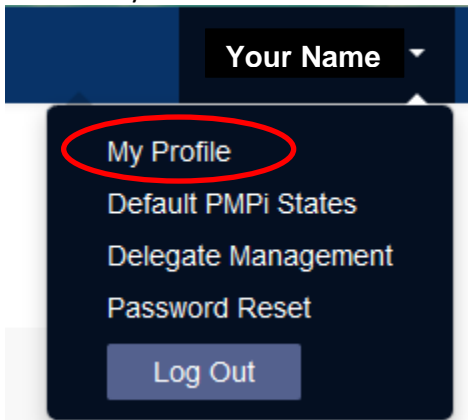 Your Name
My Profile
Default PMPi States
Delegate Management
Password Reset
Log Out